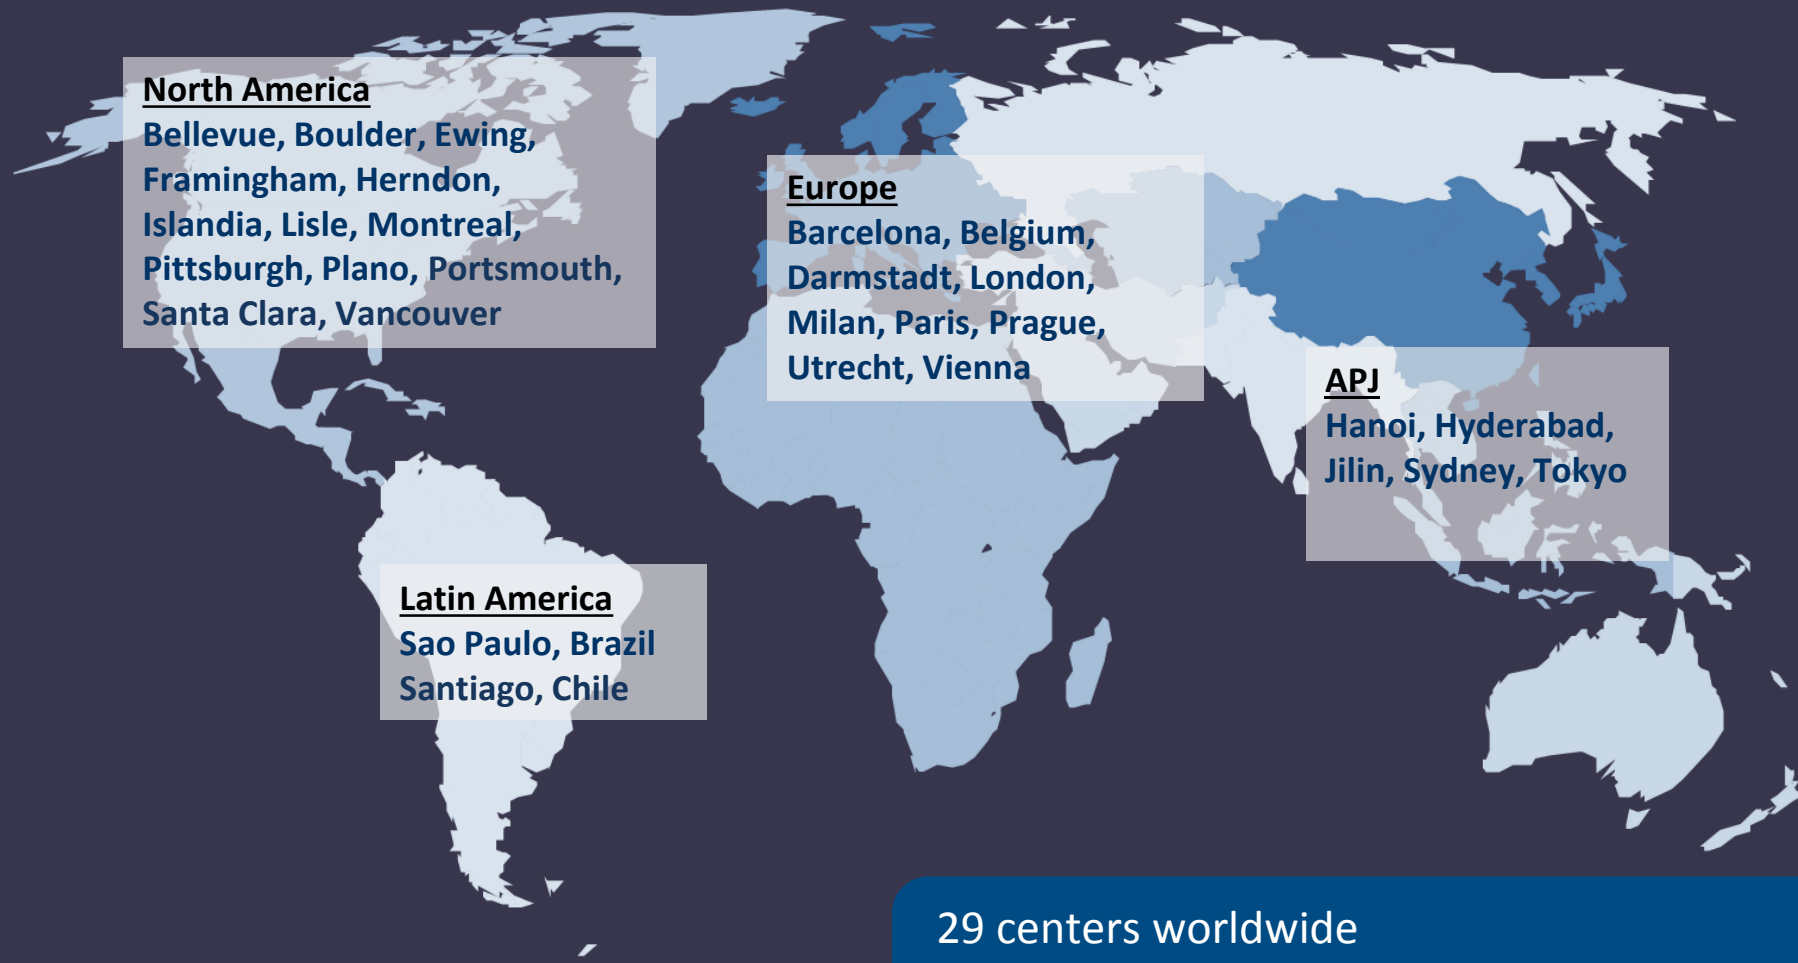 North America
Bellevue, Boulder, Ewing,
Framingham, Herndon,
Islandia, Lisle, Montreal,
Pittsburgh, Plano, Portsmouth,
Santa Clara, Vancouver
Europe
Barcelona, Belgium,
Darmstadt, London,
Milan, Paris, Prague,
Utrecht, Vienna
APJ
Hanoi, Hyderabad,
Jilin, Sydney, Tokyo
Latin America
Sao Paulo, Brazil
Santiago, Chile
29 centers worldwide